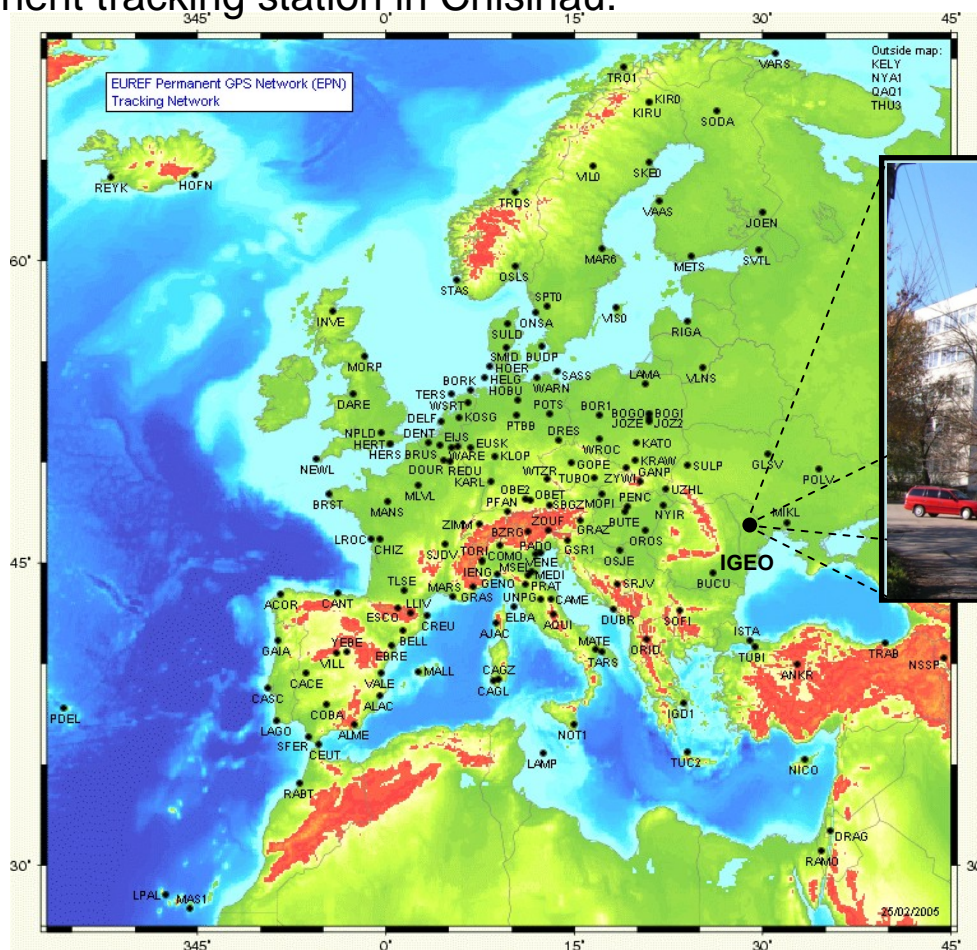 nent tracking station in Chisinau.
345° 0° 15° 30° 45°
EUREF Permanent GPS Network (EPN)
Tracking Network
Outside map:
KELY
NYA1
QAQ1
THU3
VARS
TRO1
KIR0
KIRU
SODA
REYK
HOFN
VIL0
SKE0
TRDS
VAAS
JOEN
60°
MAR6
METS
SVTL
OSLS
STAS
SPT0
INVE
ONSA
VIS0
RIGA
SULD
SMID
BUDP
MORP
HOER
HELG
SASS
LAMA
VLNS
BORK
WARN
DARE
TERS
HOBU
WSRT
POTS
BOR1
BOGO
BOGI
DELF
KOSG
PTBB
JOZE
JOZ2
NPLD
DENT
EIJS
DRES
HERT
HERS
BRUS
WARE
EUSK
WROC
KATO
NEWL
DOUR
REDU
KLOP
WTZR
GOPE
KRAW
SULP
GLSV
KARL
TUBO
ZYWI
GANP
POLV
BRST
MLVL
OBE2
OBET
MOPI
PENC
UZHL
MANS
PFAN
SBGZ
BUTE
NYIR
MIKL
ZIMM
ZOUF
GRAZ
BZRG
OROS
LROC
CHIZ
SJDV
TORI
COMO
PADO
GSR1
OSJE
IGEO
45°
IENG
MSEL
VENE
MEDI
BUCU
TLSE
MARS
GENO
PRAT
SRJV
ACOR
CANT
GRAS
UNPG
CAME
ESCO
LLIV
ELBA
AQUI
DUBR
SOFI
CREU
AJAC
ISTA
GAIA
YEBE
BELL
MATE
ORID
TUBI
TRAB
VILL
EBRE
TARS
NSSP
CACE
VALE
MALL
CAGZ
ANKR
CASC
CAGL
PDEL
ALAC
COBA
IGD1
LAGO
ALME
NOT1
SFER
CEUT
LAMP
TUC2
NICO
RABT
DRAG
30°
RAMO
LPAL
MAS1
25/02/2005
345° 0° 15° 30° 45°